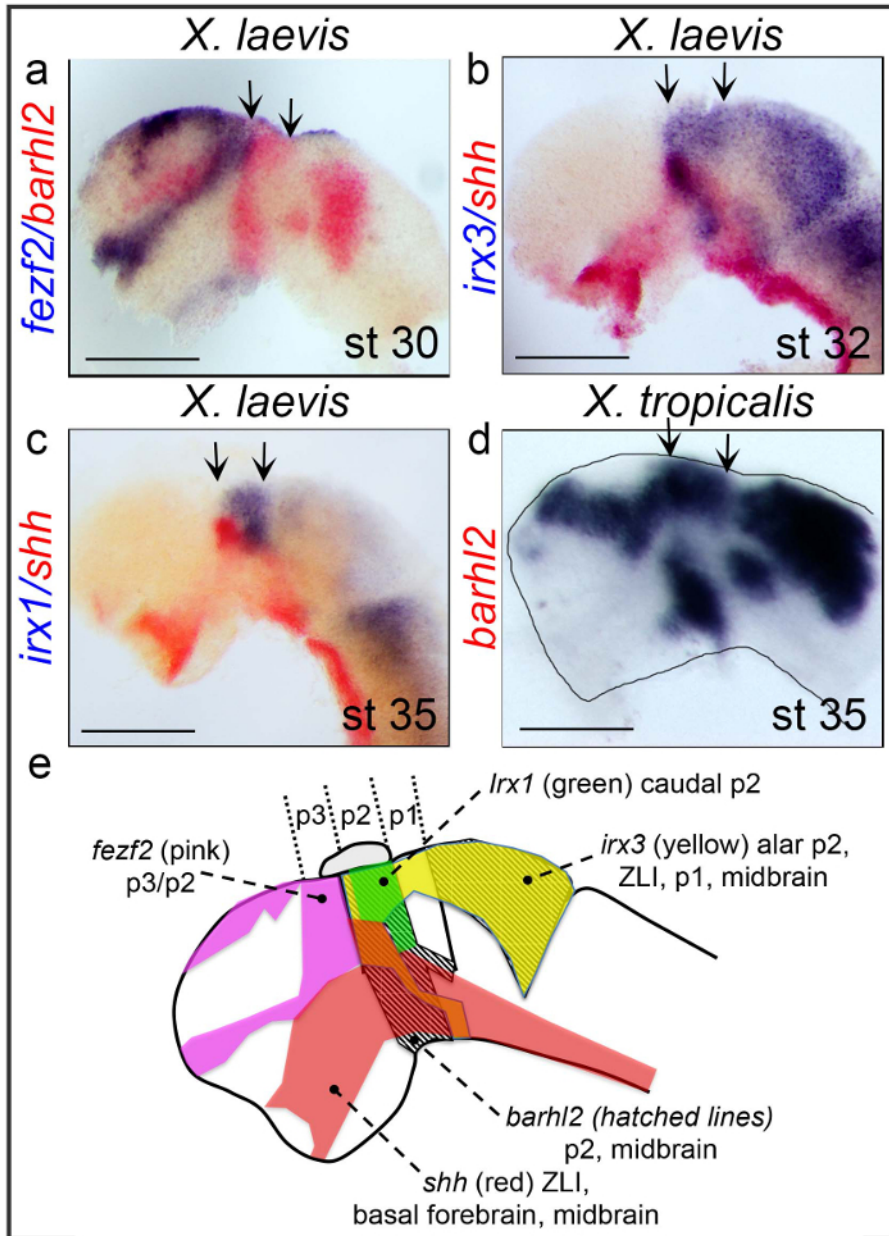 X. laevis
X. laevis
a
b
fezf2/barhl2
irx3/shh
st 30
st 32
X. laevis
X. tropicalis
c
d
irx1/shh
barhl2
st 35
st 35
e
p3 p2 p1
Irx1 (green) caudal p2
fezf2 (pink)
p3/p2
irx3 (yellow) alar p2,
ZLI, p1, midbrain
barhl2 (hatched lines)
p2, midbrain
shh (red) ZLI,
basal forebrain, midbrain